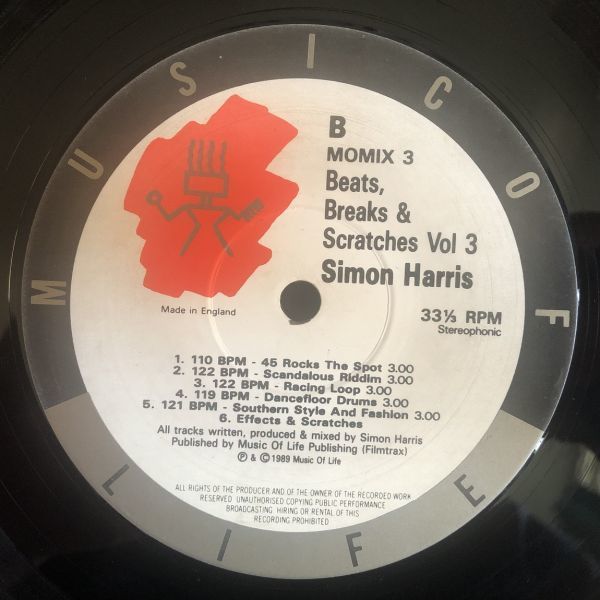 MUSIC OF LIFE
B
MOMIX 3
Beats,
Breaks &
Scratches Vol 3
Simon Harris
Made in England
33⅓ RPM
Stereophonic
1. 110 BPM - 45 Rocks The Spot 3.00
2. 122 BPM - Scandalous Riddim 3.00
3. 122 BPM - Racing Loop 3.00
4. 119 BPM - Dancefloor Drums 3.00
5. 121 BPM - Southern Style And Fashion 3.00
6. Effects & Scratches
All tracks written, produced & mixed by Simon Harris
Published by Music Of Life Publishing (Filmtrax)
℗ & © 1989 Music Of Life
ALL RIGHTS OF THE PRODUCER AND OF THE OWNER OF THE RECORDED WORK
RESERVED UNAUTHORISED COPYING PUBLIC PERFORMANCE
BROADCASTING HIRING OR RENTAL OF THIS
RECORDING PROHIBITED